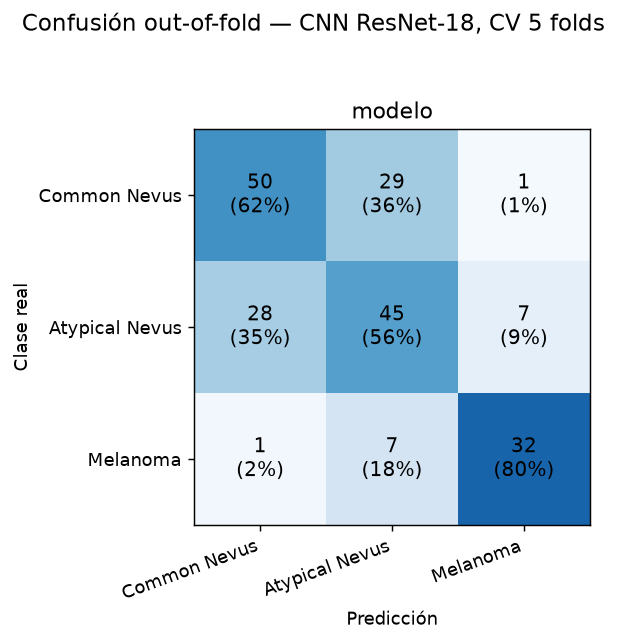 Confusión out-of-fold — CNN ResNet-18, CV 5 folds
modelo
Clase real
Common Nevus
50
(62%)
29
(36%)
1
(1%)
Atypical Nevus
28
(35%)
45
(56%)
7
(9%)
Melanoma
1
(2%)
7
(18%)
32
(80%)
Common Nevus
Atypical Nevus
Melanoma
Predicción